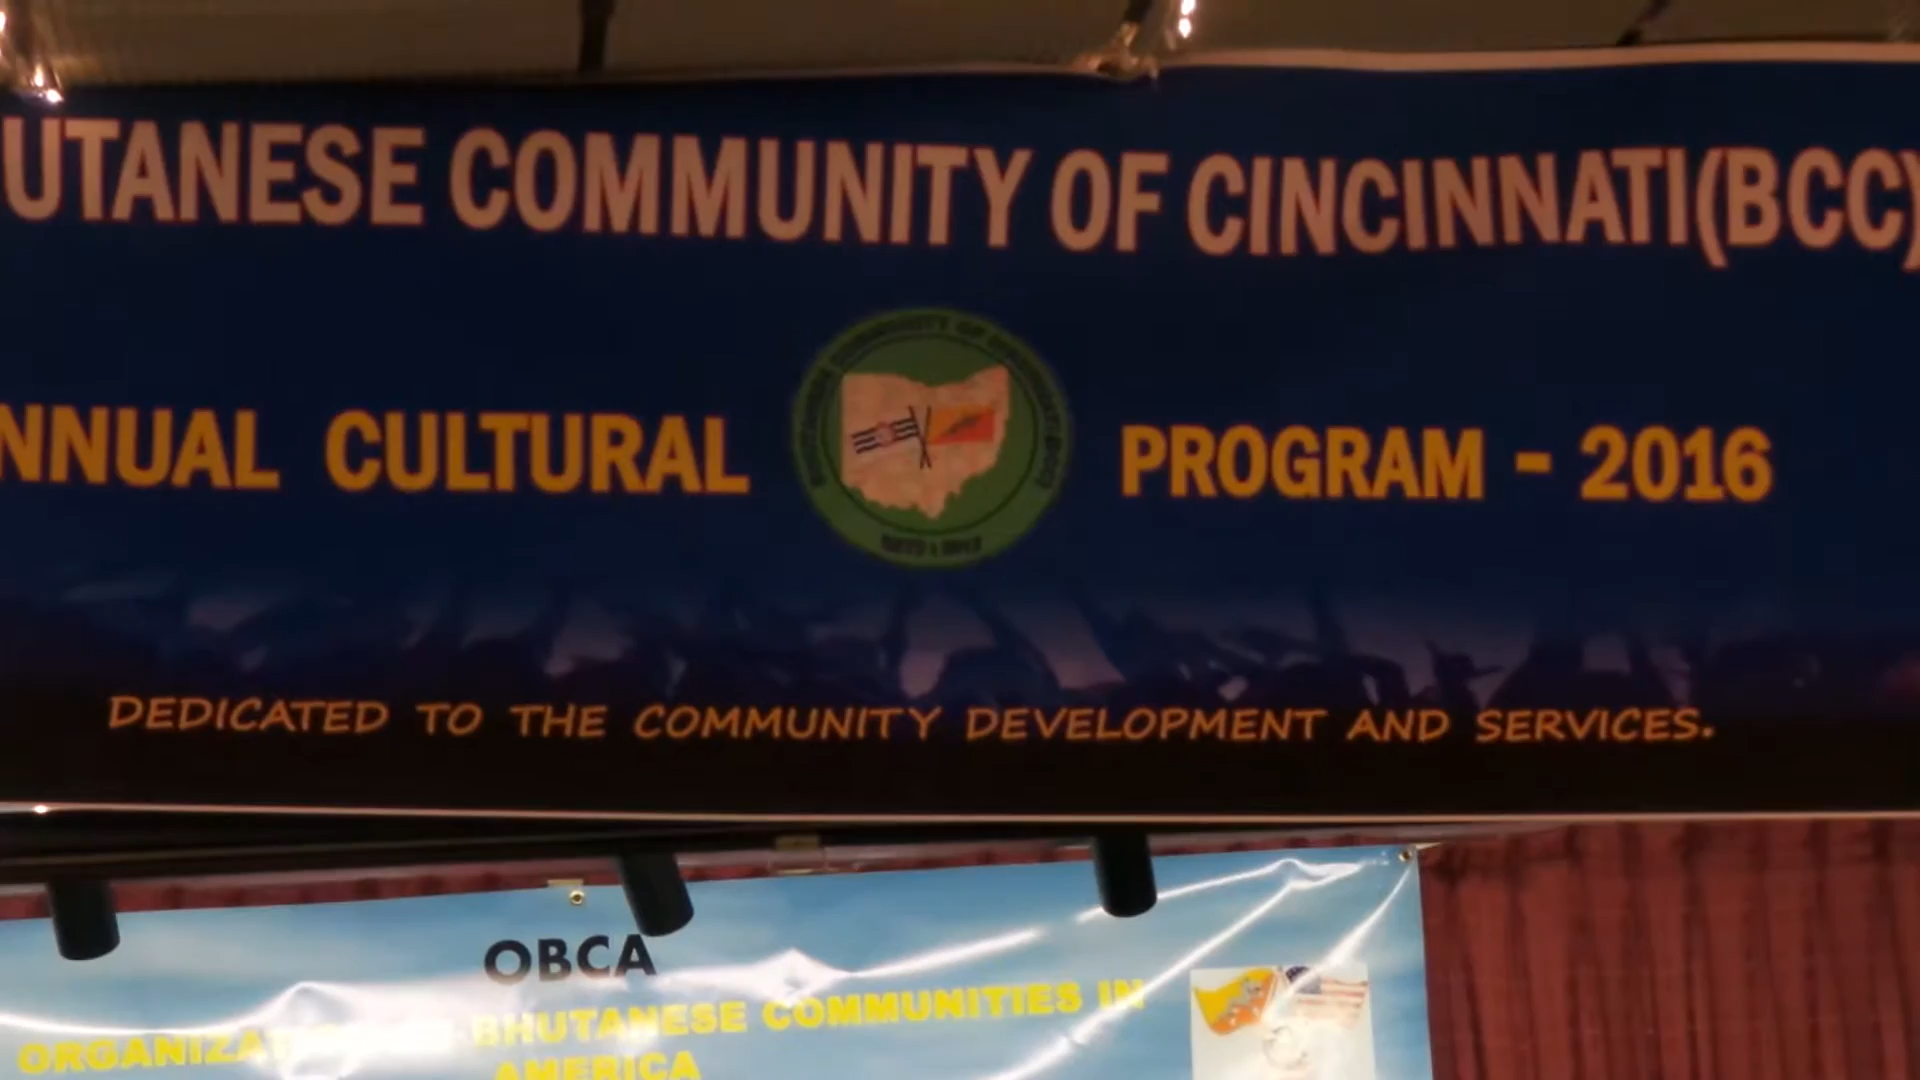 UTANESE COMMUNITY OF CINCINNATI(BCC)
NNUAL CULTURAL PROGRAM - 2016
DEDICATED TO THE COMMUNITY DEVELOPMENT AND SERVICES.
OBCA
BHUTANESE COMMUNITIES IN
AMERICA